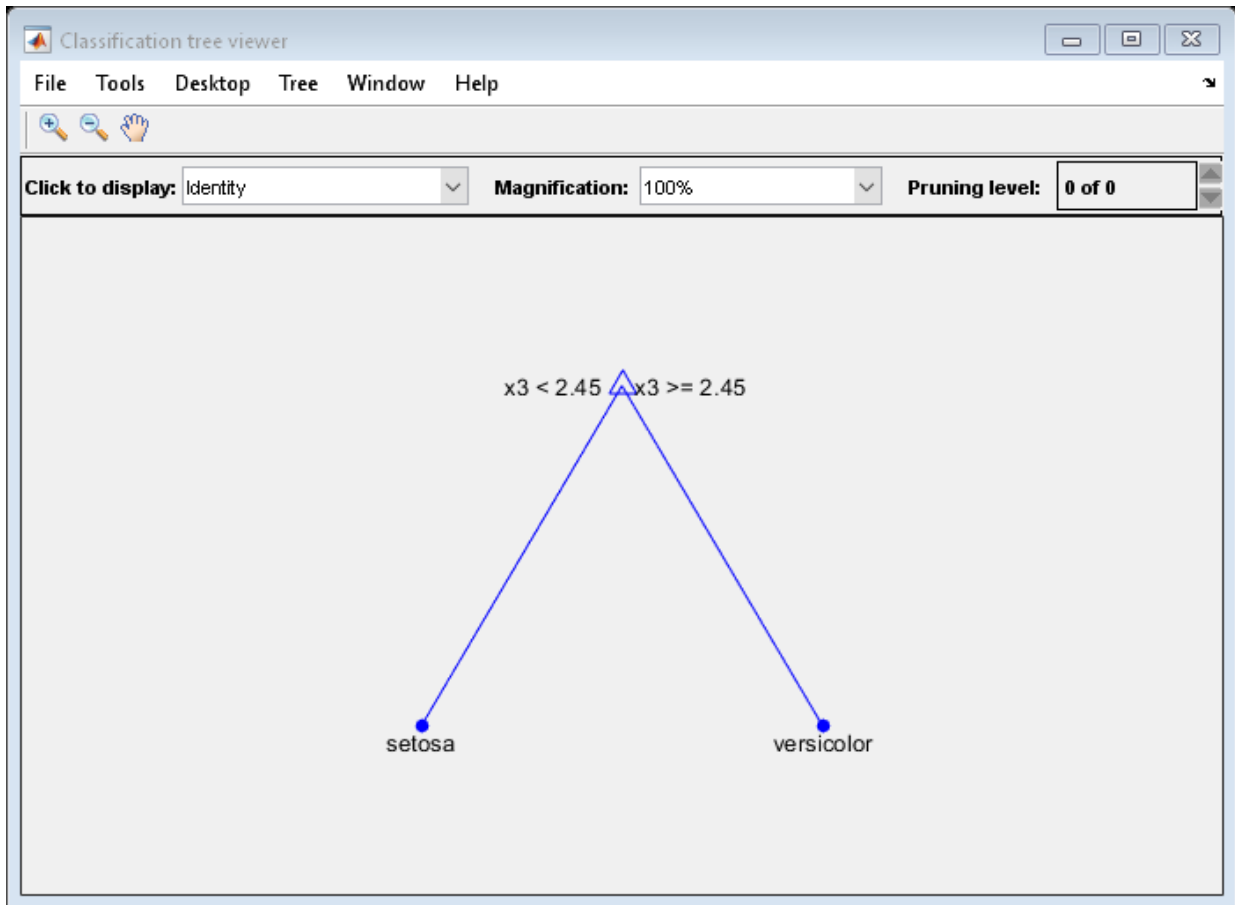 Classification tree viewer
File Tools Desktop Tree Window Help
Click to display: Identity Magnification: 100% Pruning level: 0 of 0
x3 < 2.45 x3 >= 2.45
setosa versicolor